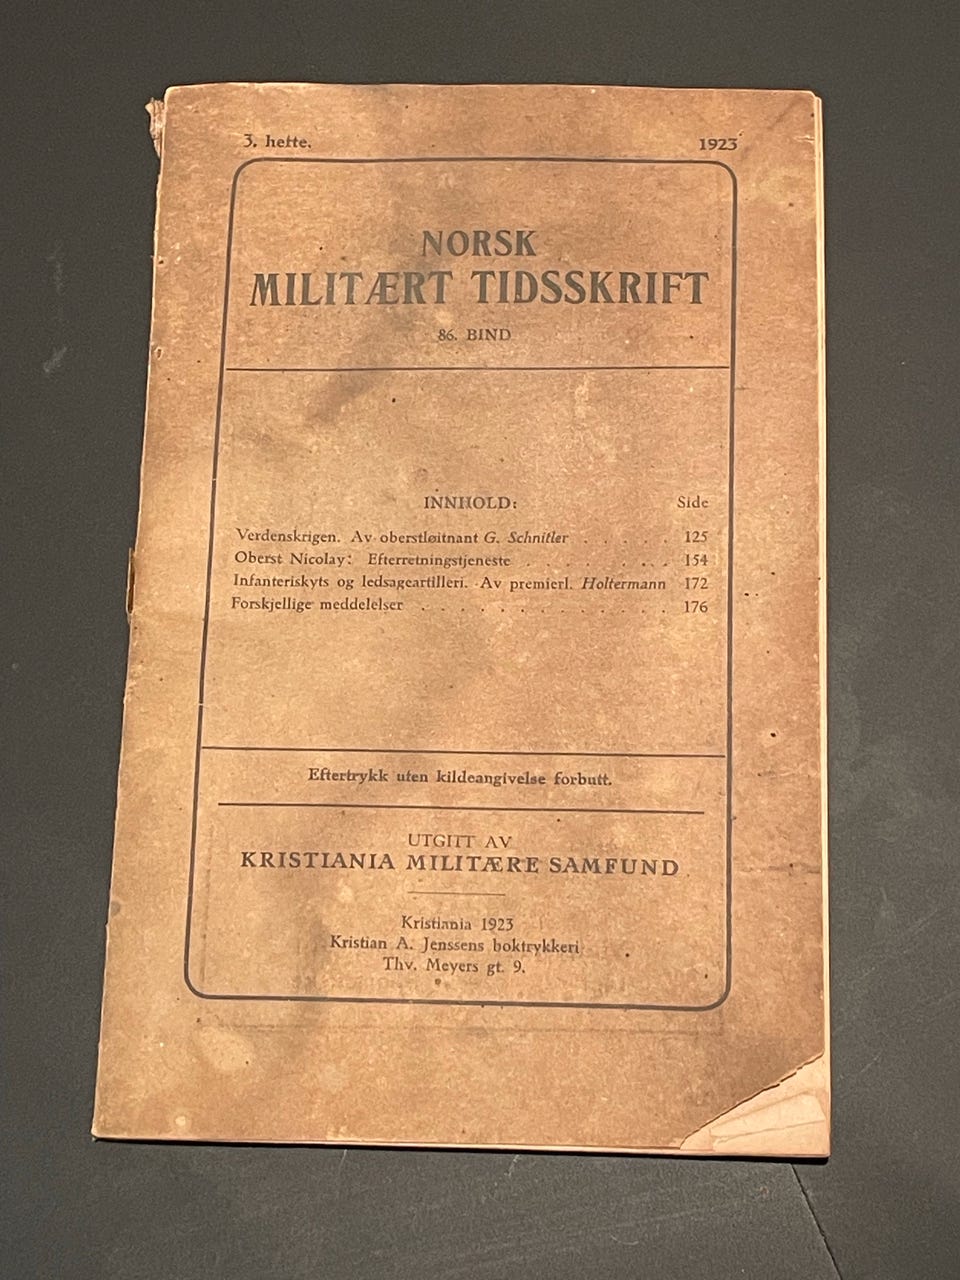 3. hefte. 1923
NORSK
MILITÆRT TIDSSKRIFT
86. BIND
INNHOLD: Side
Verdenskrigen. Av oberstløitnant G. Schnitler . . . . . 125
Oberst Nicolay: Efterretningstjeneste . . . . . . . . 154
Infanteriskyts og ledsageartilleri. Av premierl. Holtermann 172
Forskjellige meddelelser . . . . . . . . . . . . . 176
Eftertrykk uten kildeangivelse forbutt.
UTGITT AV
KRISTIANIA MILITÆRE SAMFUND
Kristiania 1923
Kristian A. Jenssens boktrykkeri
Thv. Meyers gt. 9.